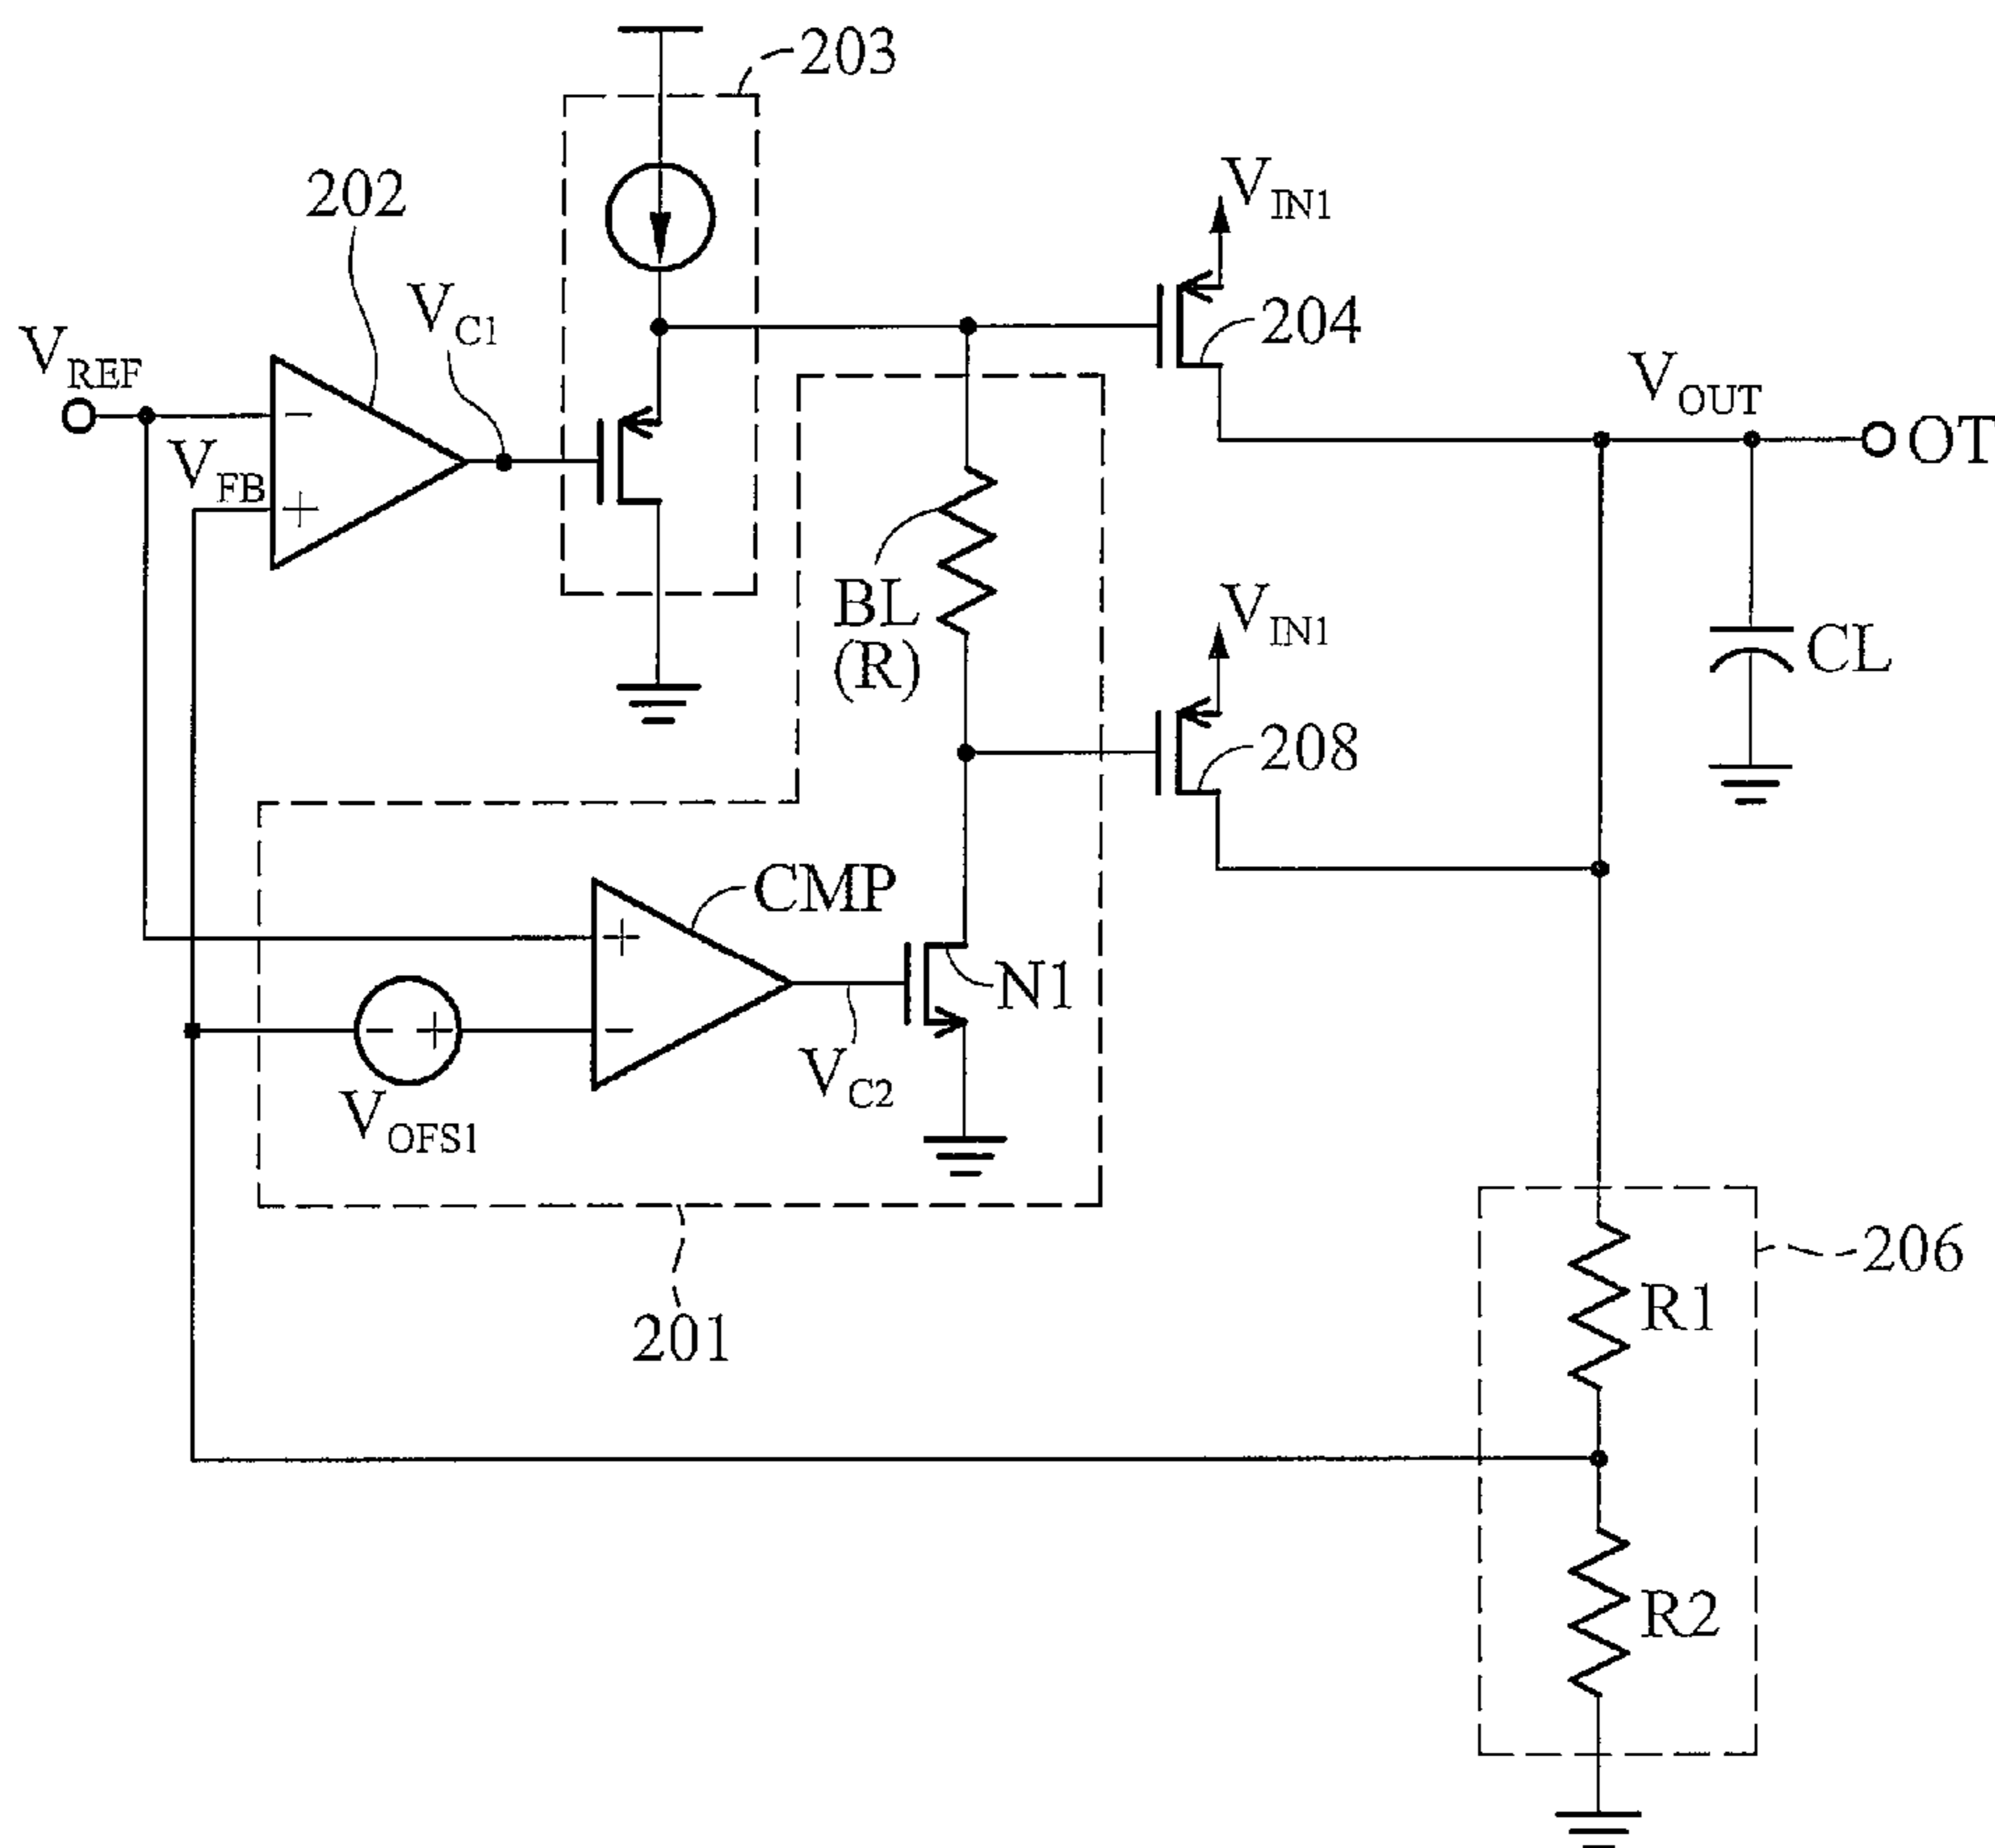 203
202
V_IN1
V_C1
V_REF
204
V_OUT
−
V_FB
+
OT
BL
(R)
V_IN1
CL
208
CMP
+
N1
− +
−
V_C2
V_OFS1
206
R1
201
R2